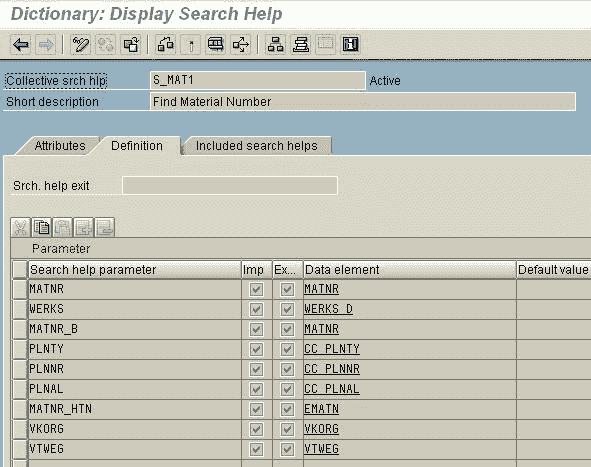 Dictionary: Display Search Help
Collective srch hlp S_MAT1 Active
Short description Find Material Number
Attributes Definition Included search helps
Srch. help exit
Parameter
Search help parameter Imp Ex... Data element Default value
MATNR MATNR
WERKS WERKS_D
MATNR_B MATNR
PLNTY CC_PLNTY
PLNNR CC_PLNNR
PLNAL CC_PLNAL
MATNR_HTN EMATN
VKORG VKORG
VTWEG VTWEG